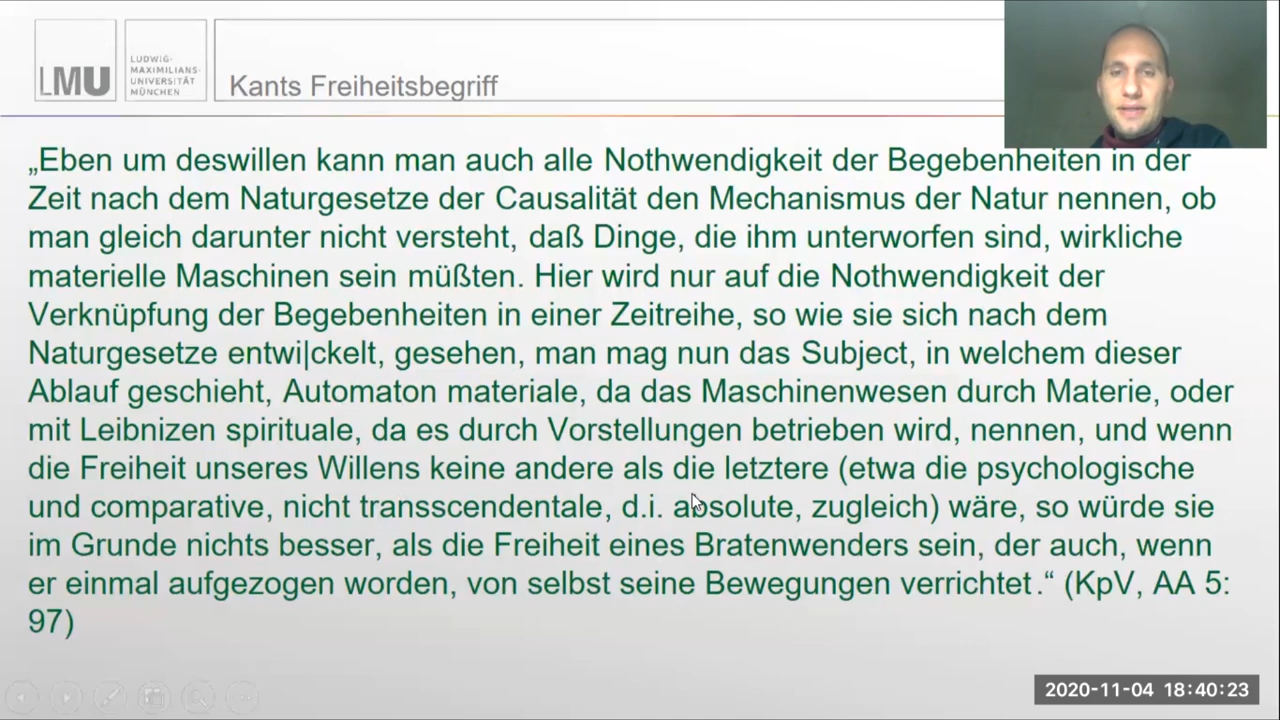 LMU
LUDWIG-
MAXIMILIANS-
UNIVERSITÄT
MÜNCHEN
Kants Freiheitsbegriff
„Eben um deswillen kann man auch alle Nothwendigkeit der Begebenheiten in der
Zeit nach dem Naturgesetze der Causalität den Mechanismus der Natur nennen, ob
man gleich darunter nicht versteht, daß Dinge, die ihm unterworfen sind, wirkliche
materielle Maschinen sein müßten. Hier wird nur auf die Nothwendigkeit der
Verknüpfung der Begebenheiten in einer Zeitreihe, so wie sie sich nach dem
Naturgesetze entwi|ckelt, gesehen, man mag nun das Subject, in welchem dieser
Ablauf geschieht, Automaton materiale, da das Maschinenwesen durch Materie, oder
mit Leibnizen spirituale, da es durch Vorstellungen betrieben wird, nennen, und wenn
die Freiheit unseres Willens keine andere als die letztere (etwa die psychologische
und comparative, nicht transscendentale, d.i. absolute, zugleich) wäre, so würde sie
im Grunde nichts besser, als die Freiheit eines Bratenwenders sein, der auch, wenn
er einmal aufgezogen worden, von selbst seine Bewegungen verrichtet.“ (KpV, AA 5:
97)
2020-11-04 18:40:23